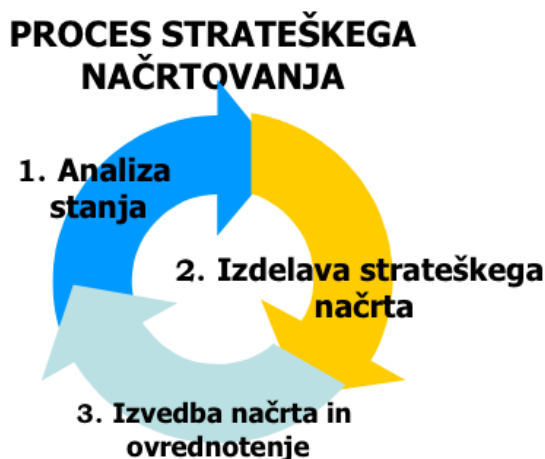 PROCES STRATEŠKEGA
NAČRTOVANJA
1. Analiza
stanja
2. Izdelava strateškega
načrta
3. Izvedba načrta in
ovrednotenje